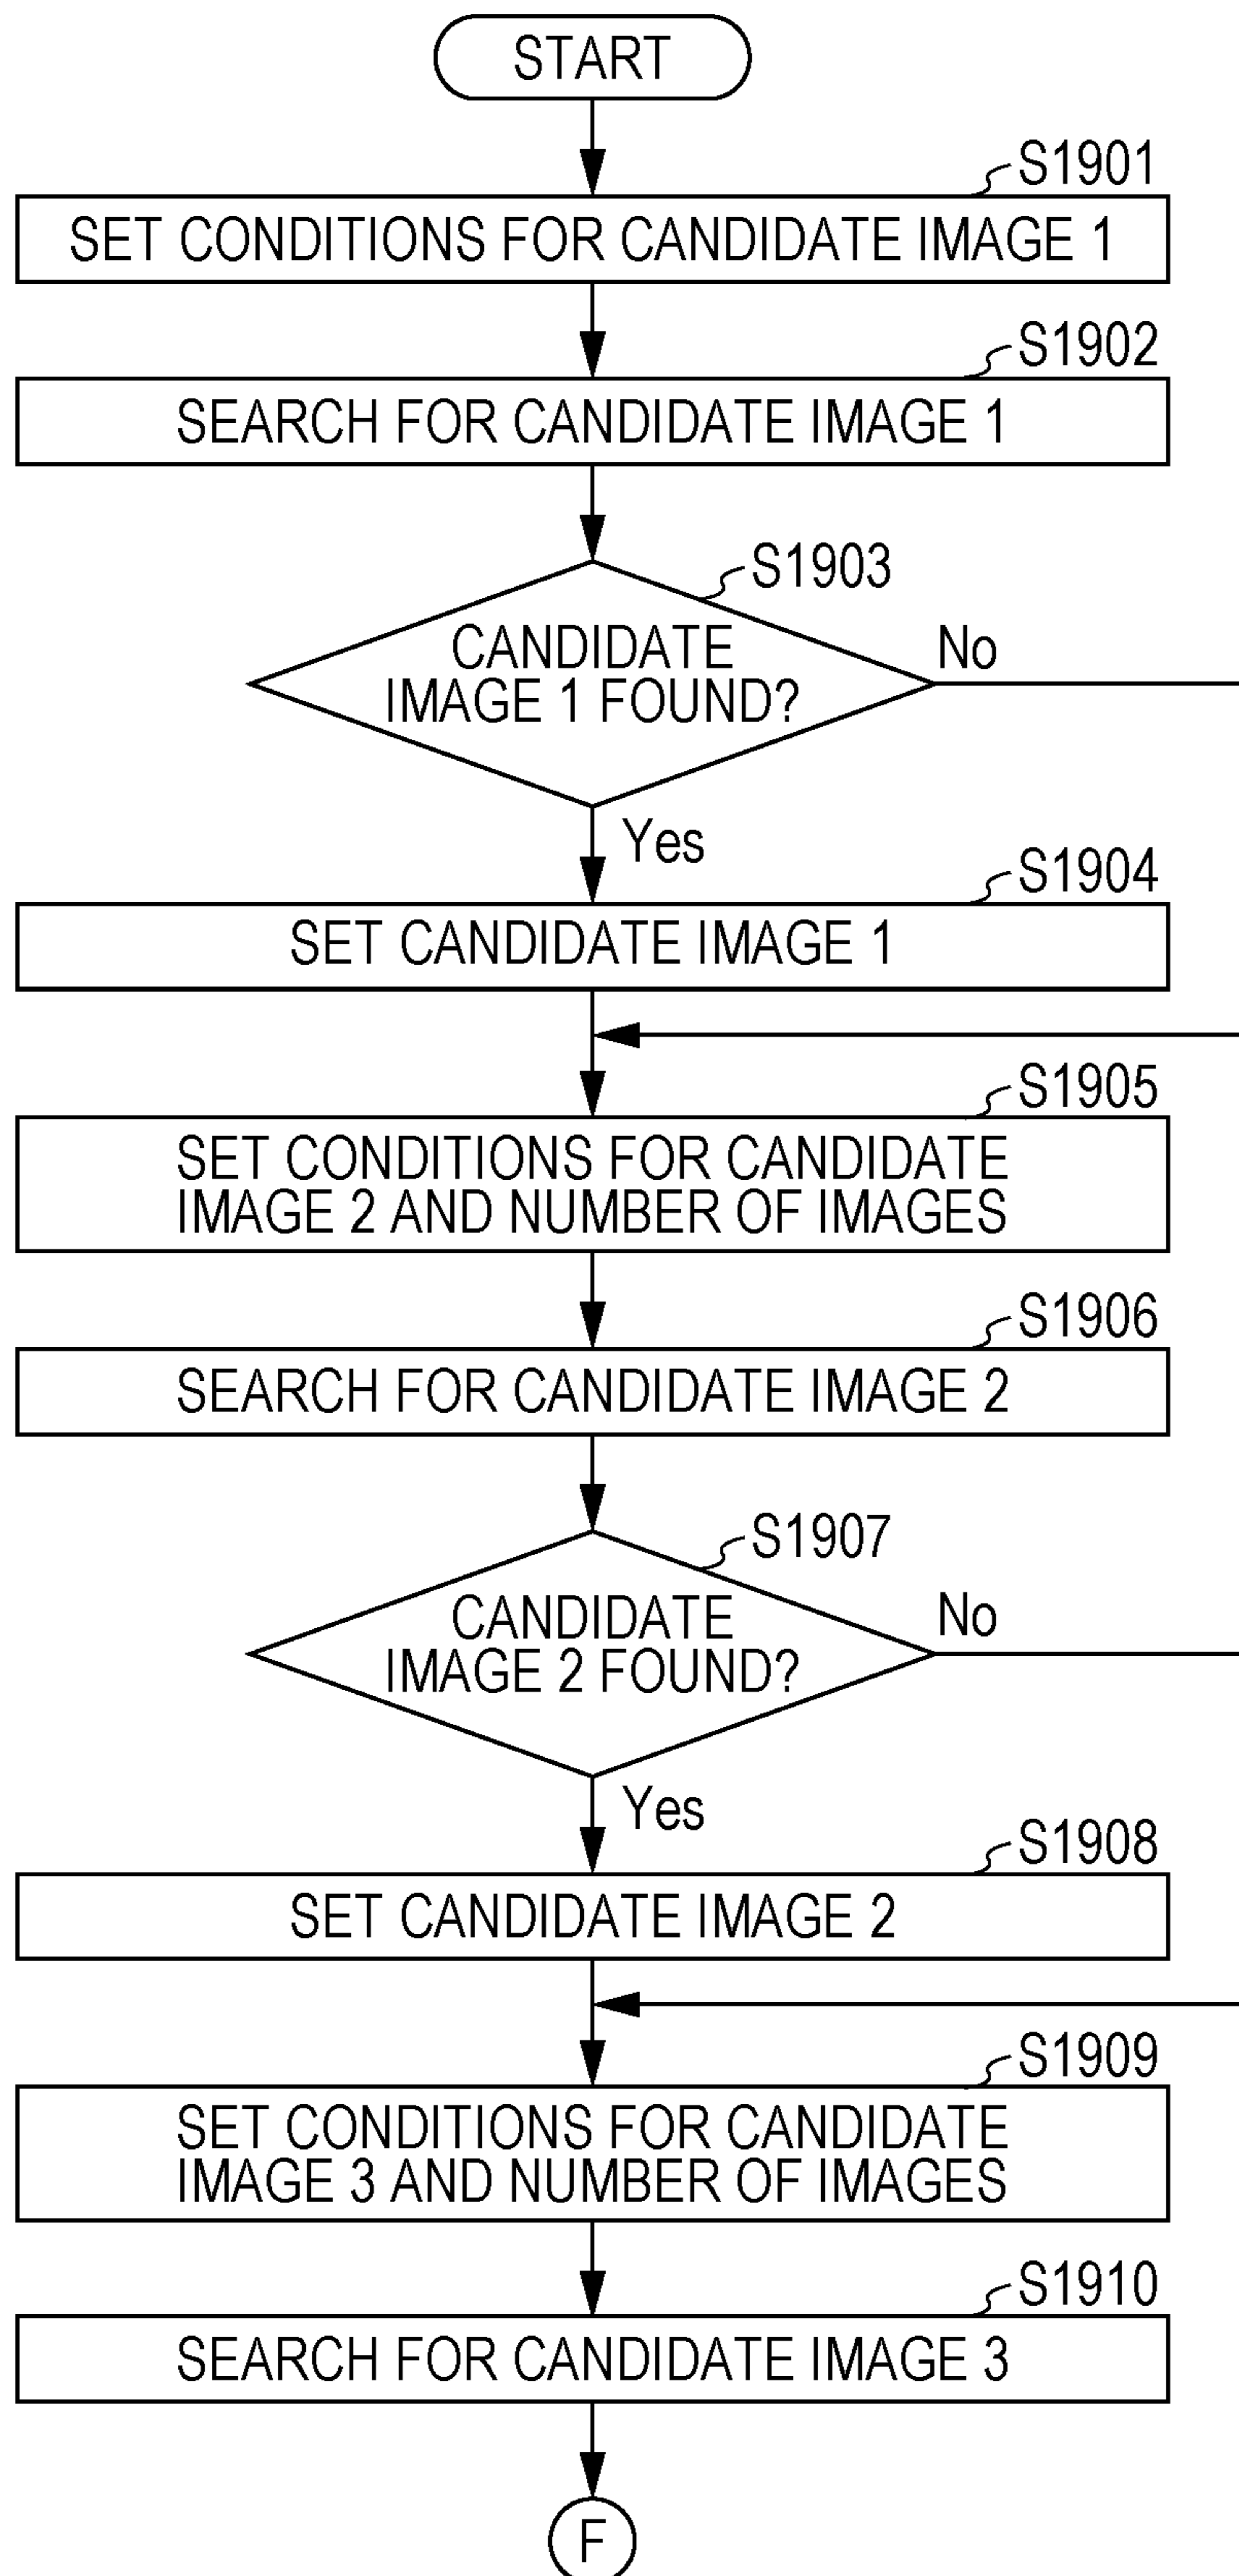 START
S1901
SET CONDITIONS FOR CANDIDATE IMAGE 1
S1902
SEARCH FOR CANDIDATE IMAGE 1
S1903
CANDIDATE
IMAGE 1 FOUND?
No
Yes
S1904
SET CANDIDATE IMAGE 1
S1905
SET CONDITIONS FOR CANDIDATE
IMAGE 2 AND NUMBER OF IMAGES
S1906
SEARCH FOR CANDIDATE IMAGE 2
S1907
CANDIDATE
IMAGE 2 FOUND?
No
Yes
S1908
SET CANDIDATE IMAGE 2
S1909
SET CONDITIONS FOR CANDIDATE
IMAGE 3 AND NUMBER OF IMAGES
S1910
SEARCH FOR CANDIDATE IMAGE 3
F